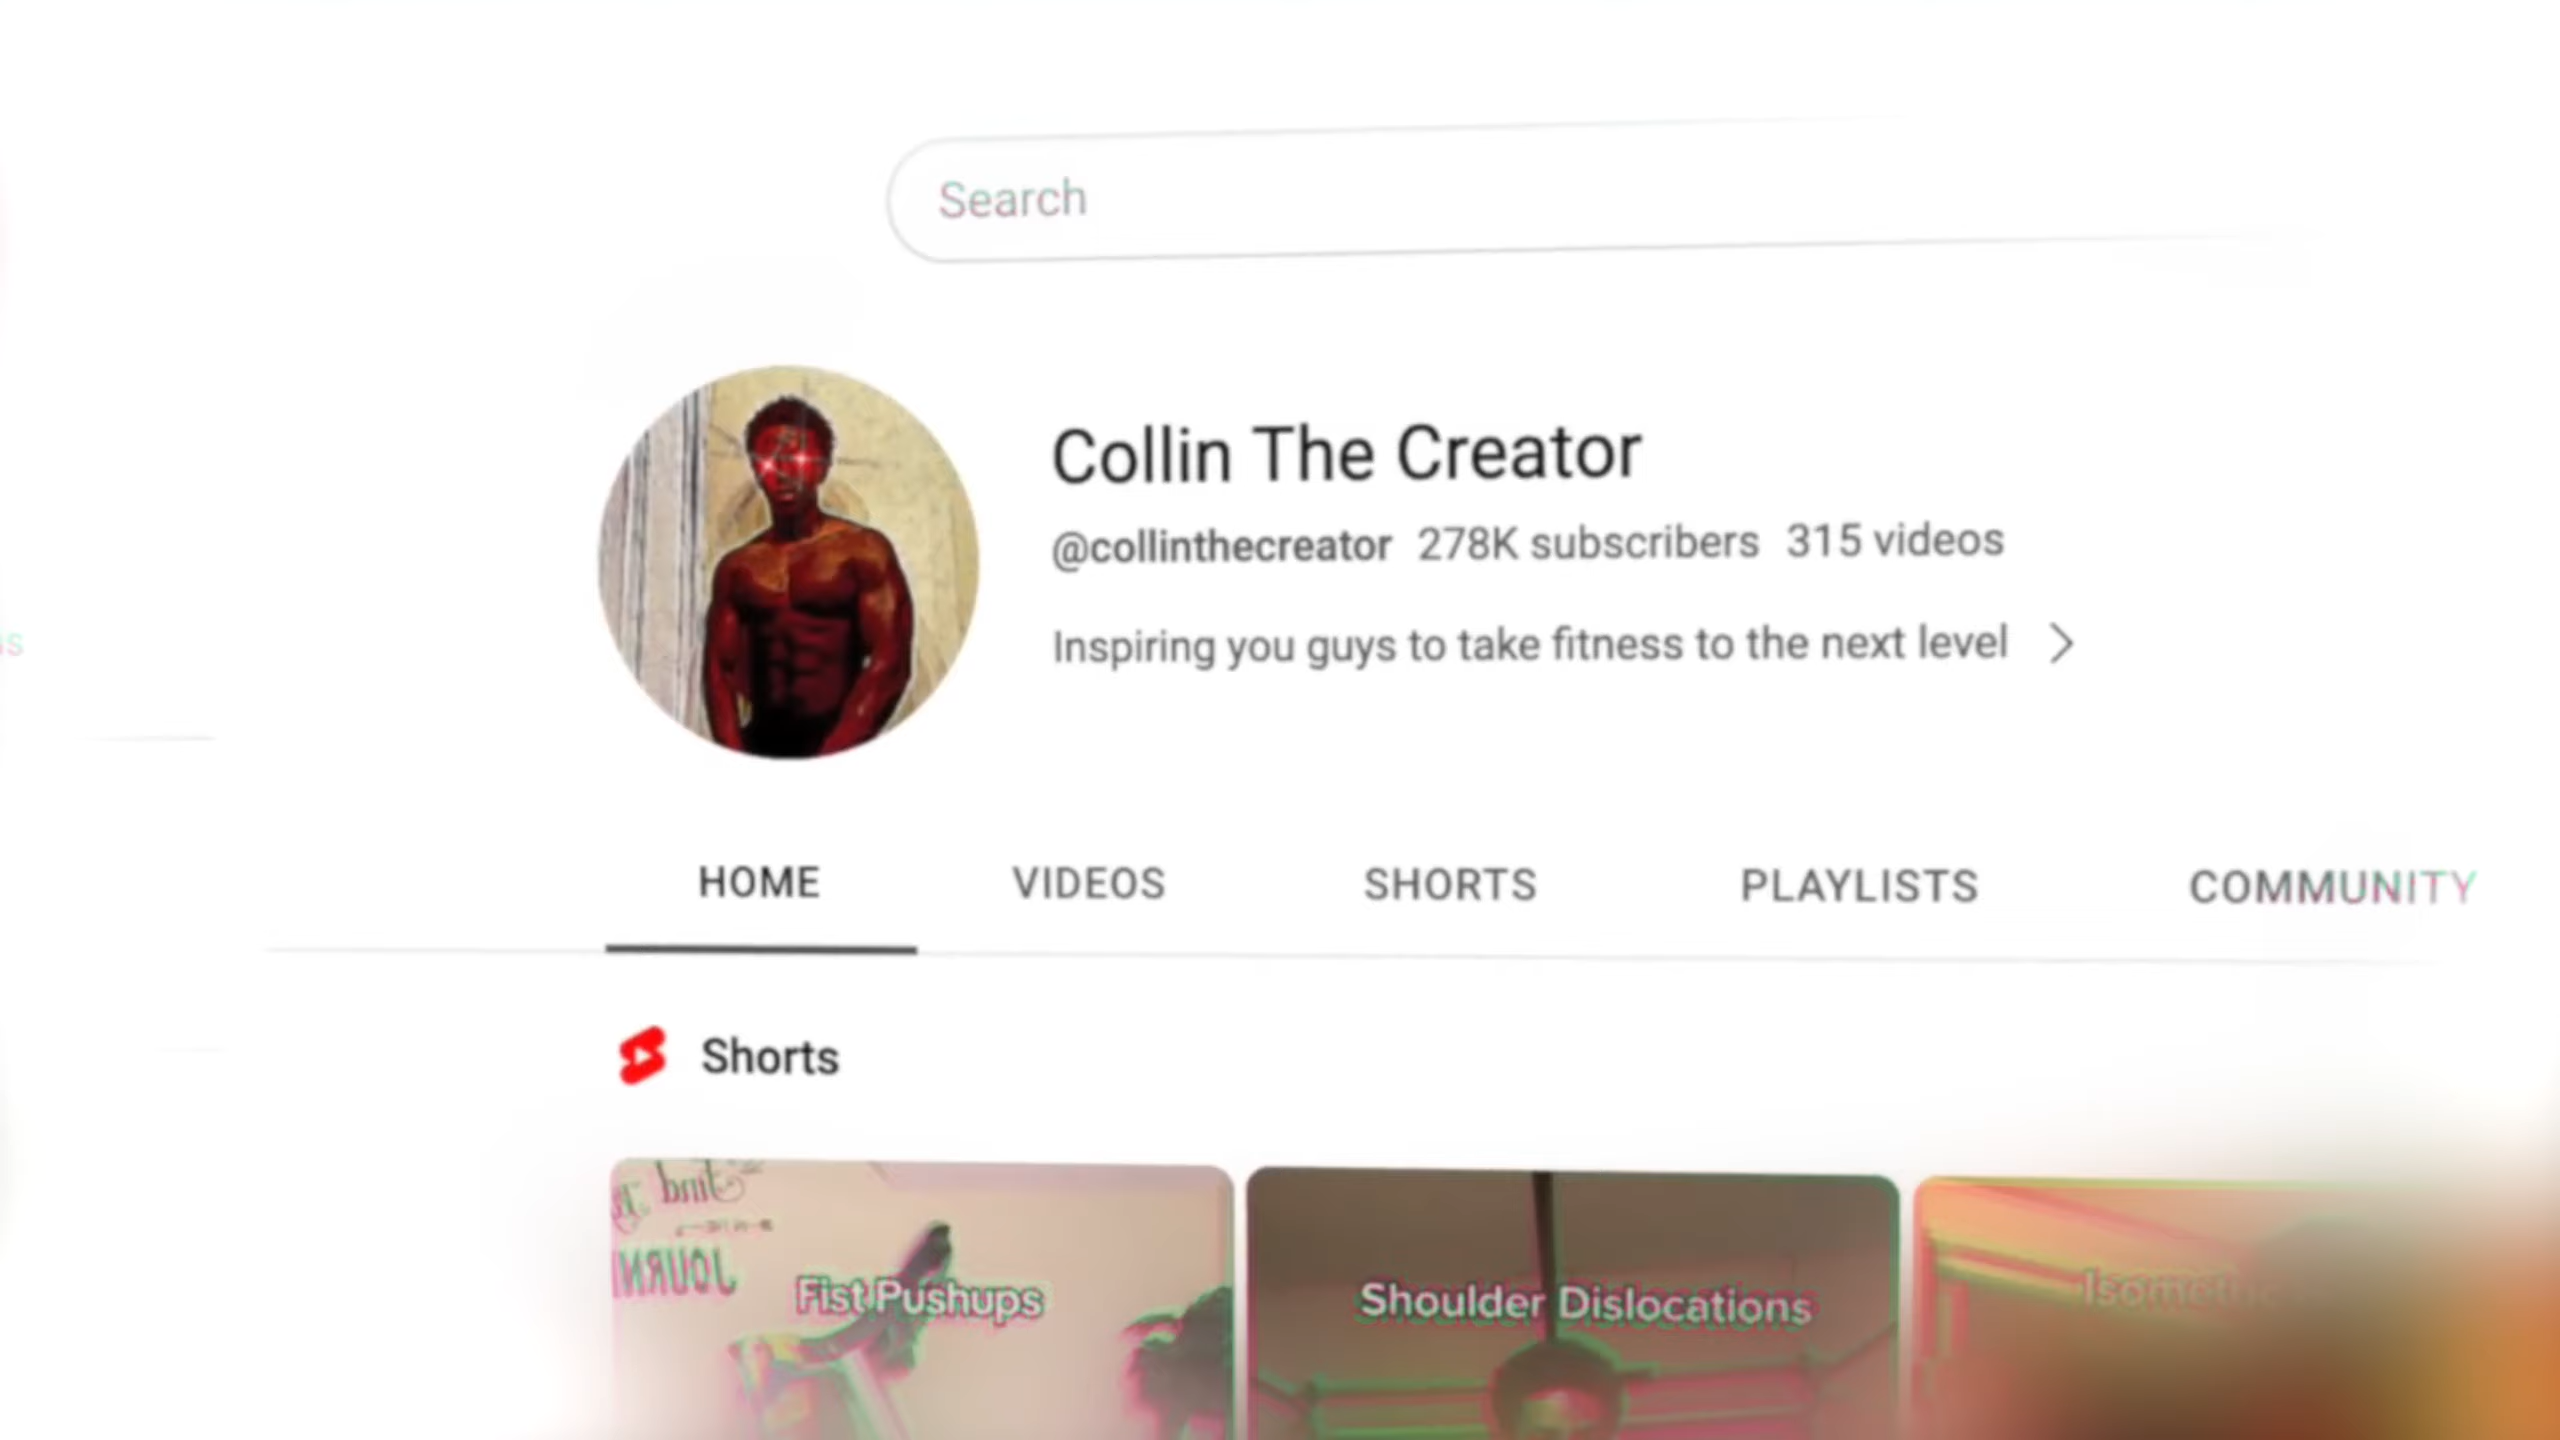 Search
Collin The Creator
@collinthecreator 278K subscribers 315 videos
Inspiring you guys to take fitness to the next level
HOME VIDEOS SHORTS PLAYLISTS COMMUNITY
Shorts
Find
Fist Pushups
Shoulder Dislocations